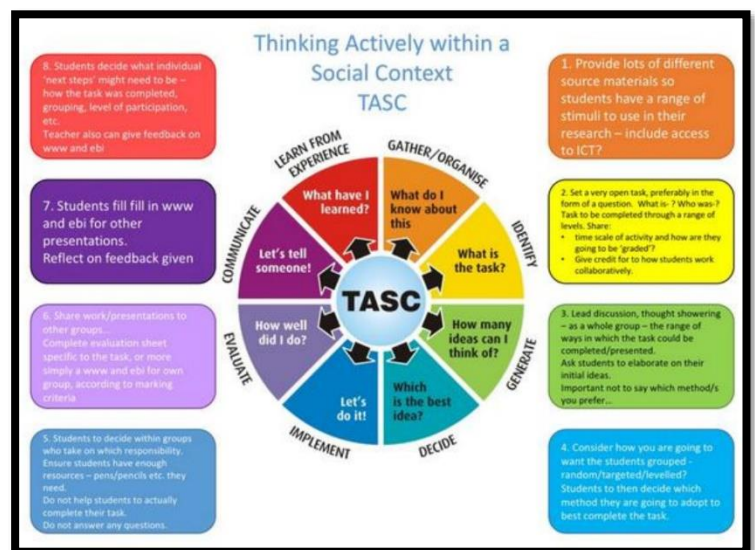 Thinking Actively within a
Social Context
TASC
8. Students decide what individual
‘next steps’ might need to be –
how the task was completed,
grouping, level of participation,
etc.
Teacher also can give feedback on
www and ebi
7. Students fill fill in www
and ebi for other
presentations.
Reflect on feedback given
6. Share work/presentations to
other groups...
Complete evaluation sheet
specific to the task, or more
simply a www and ebi for own
group, according to marking
criteria
5. Students to decide within groups
who take on which responsibility.
Ensure students have enough
resources – pens/pencils etc. they
need.
Do not help students to actually
complete their task.
Do not answer any questions.
LEARN FROM
EXPERIENCE
GATHER/ORGANISE
IDENTIFY
GENERATE
DECIDE
IMPLEMENT
EVALUATE
COMMUNICATE
What have I
learned?
What do I
know about
this
What is
the task?
How many
ideas can I
think of?
Which
is the best
idea?
Let's
do it!
How well
did I do?
Let's tell
someone!
TASC
1. Provide lots of different
source materials so
students have a range of
stimuli to use in their
research – include access
to ICT?
2. Set a very open task, preferably in the
form of a question. What is- ? Who was-?
Task to be completed through a range of
levels. Share:
• time scale of activity and how are they
going to be ‘graded’?
• Give credit for to how students work
collaboratively.
3. Lead discussion, thought showering
– as a whole group – the range of
ways in which the task could be
completed/presented.
Ask students to elaborate on their
initial ideas.
Important not to say which method/s
you prefer...
4. Consider how you are going to
want the students grouped -
random/targeted/levelled?
Students to then decide which
method they are going to adopt to
best complete the task.